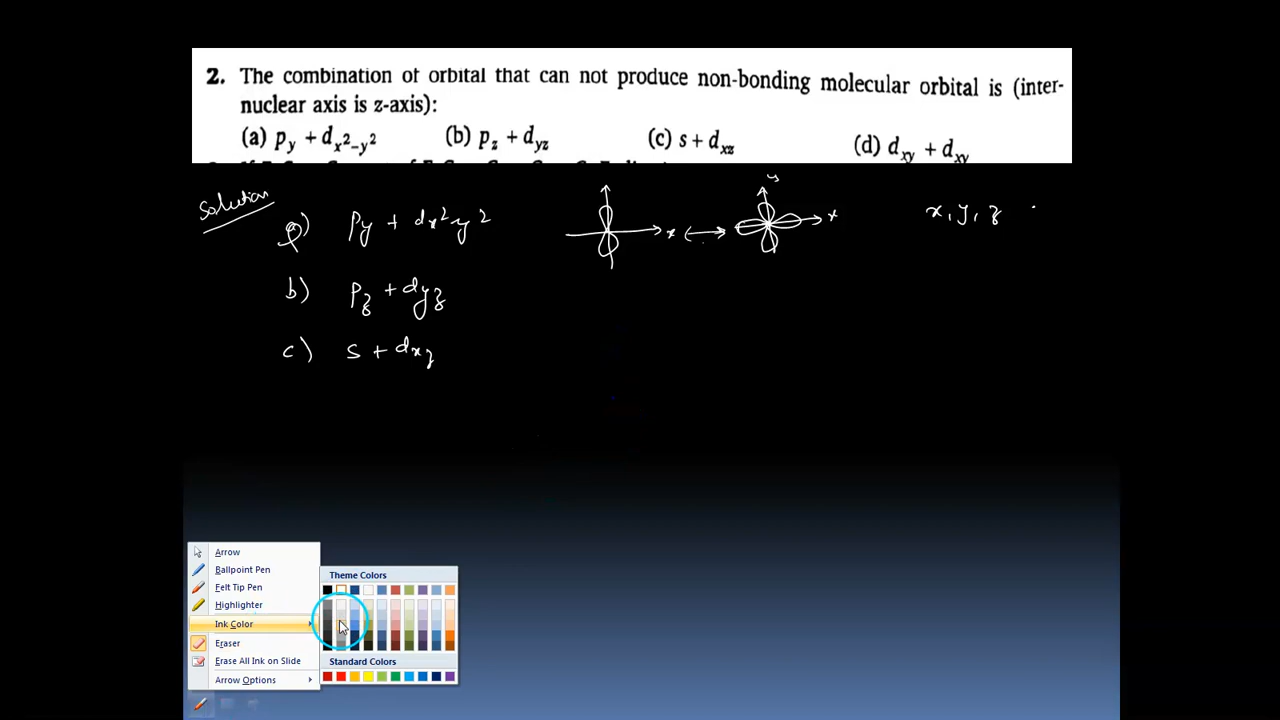 2. The combination of orbital that can not produce non-bonding molecular orbital is (inter-
nuclear axis is z-axis):
(a) p_y + d_x²−y² (b) p_z + d_yz (c) s + d_xz (d) d_xy + d_xy
Solution
a) Py + dx²-y²
x
y
x
x, y, z
b) Pz + dyz
c) s + dxz
Arrow
Ballpoint Pen
Felt Tip Pen
Highlighter
Ink Color
Eraser
Erase All Ink on Slide
Arrow Options
Theme Colors
Standard Colors